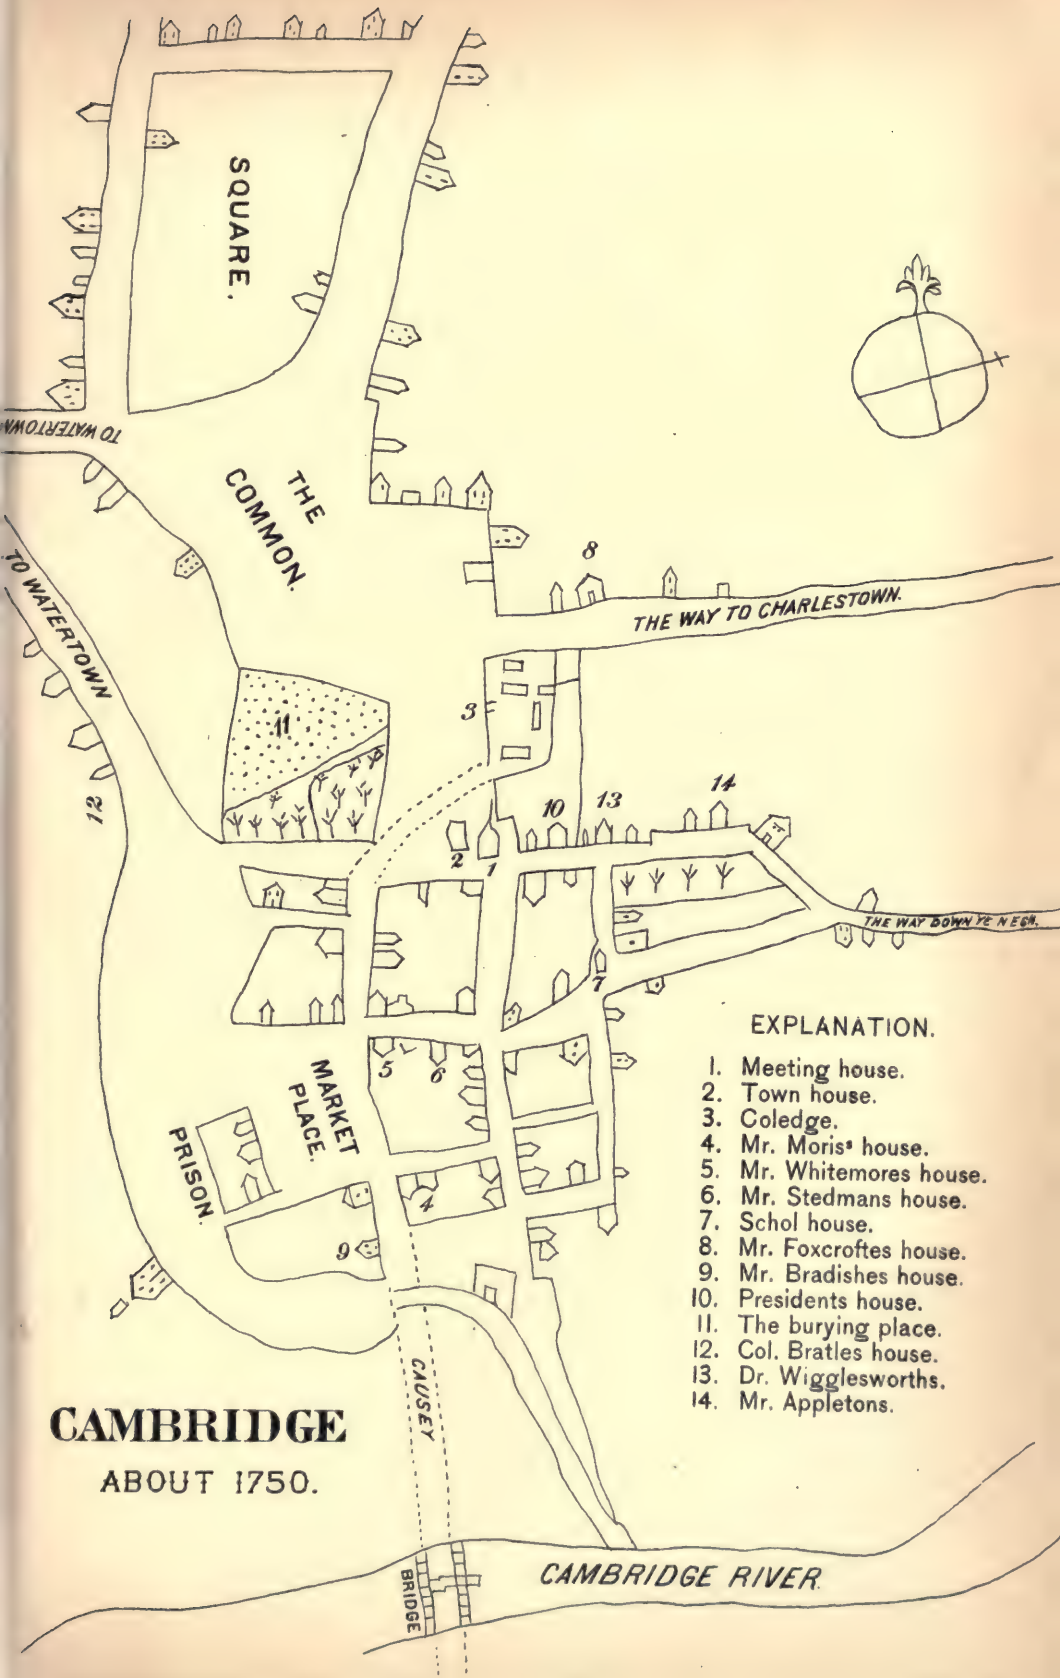 SQUARE.
TO WATERTOWN
THE
COMMON.
TO WATERTOWN
8
THE WAY TO CHARLESTOWN.
3
11
12
10
13
14
2
1
THE WAY DOWN YE NECK.
7
5
6
MARKET
PLACE.
PRISON.
4
9
EXPLANATION.
1. Meeting house.
2. Town house.
3. Coledge.
4. Mr. Moris' house.
5. Mr. Whitemores house.
6. Mr. Stedmans house.
7. Schol house.
8. Mr. Foxcroftes house.
9. Mr. Bradishes house.
10. Presidents house.
11. The burying place.
12. Col. Bratles house.
13. Dr. Wigglesworths.
14. Mr. Appletons.
CAUSEY
CAMBRIDGE
ABOUT 1750.
BRIDGE
CAMBRIDGE RIVER.